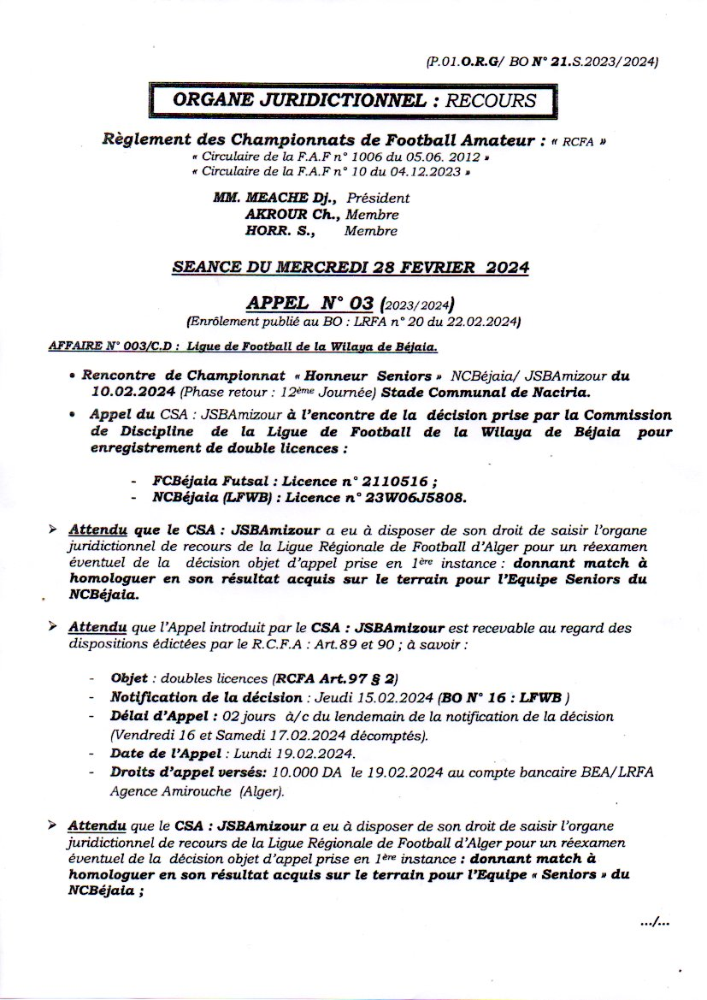 (P.01.O.R.G/ BO N° 21.S.2023/2024)
ORGANE JURIDICTIONNEL : RECOURS
Règlement des Championnats de Football Amateur : « RCFA »
« Circulaire de la F.A.F n° 1006 du 05.06. 2012 »
« Circulaire de la F.A.F n° 10 du 04.12.2023 »
MM. MEACHE Dj., Président
AKROUR Ch., Membre
HORR. S., Membre
SEANCE DU MERCREDI 28 FEVRIER 2024
APPEL N° 03 (2023/2024)
(Enrôlement publié au BO : LRFA n° 20 du 22.02.2024)
AFFAIRE N° 003/C.D : Ligue de Football de la Wilaya de Béjaia.
• Rencontre de Championnat « Honneur Seniors » NCBéjaia/ JSBAmizour du
10.02.2024 (Phase retour : 12ème Journée) Stade Communal de Naciria.
• Appel du CSA : JSBAmizour à l'encontre de la décision prise par la Commission
de Discipline de la Ligue de Football de la Wilaya de Béjaia pour
enregistrement de double licences :
- FCBéjaia Futsal : Licence n° 2110516 ;
- NCBéjaia (LFWB) : Licence n° 23W06J5808.
➢ Attendu que le CSA : JSBAmizour a eu à disposer de son droit de saisir l'organe
juridictionnel de recours de la Ligue Régionale de Football d'Alger pour un réexamen
éventuel de la décision objet d'appel prise en 1ère instance : donnant match à
homologuer en son résultat acquis sur le terrain pour l'Equipe Seniors du
NCBéjaia.
➢ Attendu que l'Appel introduit par le CSA : JSBAmizour est recevable au regard des
dispositions édictées par le R.C.F.A : Art.89 et 90 ; à savoir :
- Objet : doubles licences (RCFA Art.97 § 2)
- Notification de la décision : Jeudi 15.02.2024 (BO N° 16 : LFWB )
- Délai d'Appel : 02 jours à/c du lendemain de la notification de la décision
(Vendredi 16 et Samedi 17.02.2024 décomptés).
- Date de l'Appel : Lundi 19.02.2024.
- Droits d'appel versés: 10.000 DA le 19.02.2024 au compte bancaire BEA/LRFA
Agence Amirouche (Alger).
➢ Attendu que le CSA : JSBAmizour a eu à disposer de son droit de saisir l'organe
juridictionnel de recours de la Ligue Régionale de Football d'Alger pour un réexamen
éventuel de la décision objet d'appel prise en 1ère instance : donnant match à
homologuer en son résultat acquis sur le terrain pour l'Equipe « Seniors » du
NCBéjaia ;
.../...